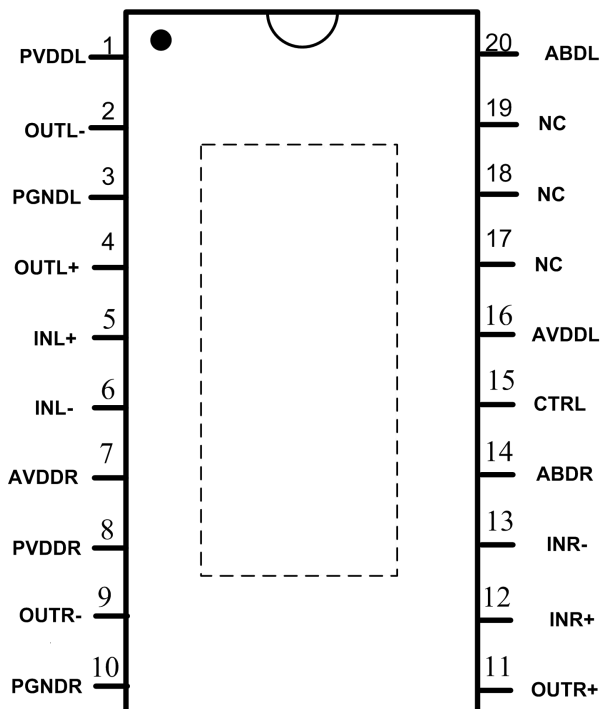 PVDDL 1 20 ABDL
OUTL- 2 19 NC
PGNDL 3 18 NC
OUTL+ 4 17 NC
INL+ 5 16 AVDDL
INL- 6 15 CTRL
AVDDR 7 14 ABDR
PVDDR 8 13 INR-
OUTR- 9 12 INR+
PGNDR 10 11 OUTR+